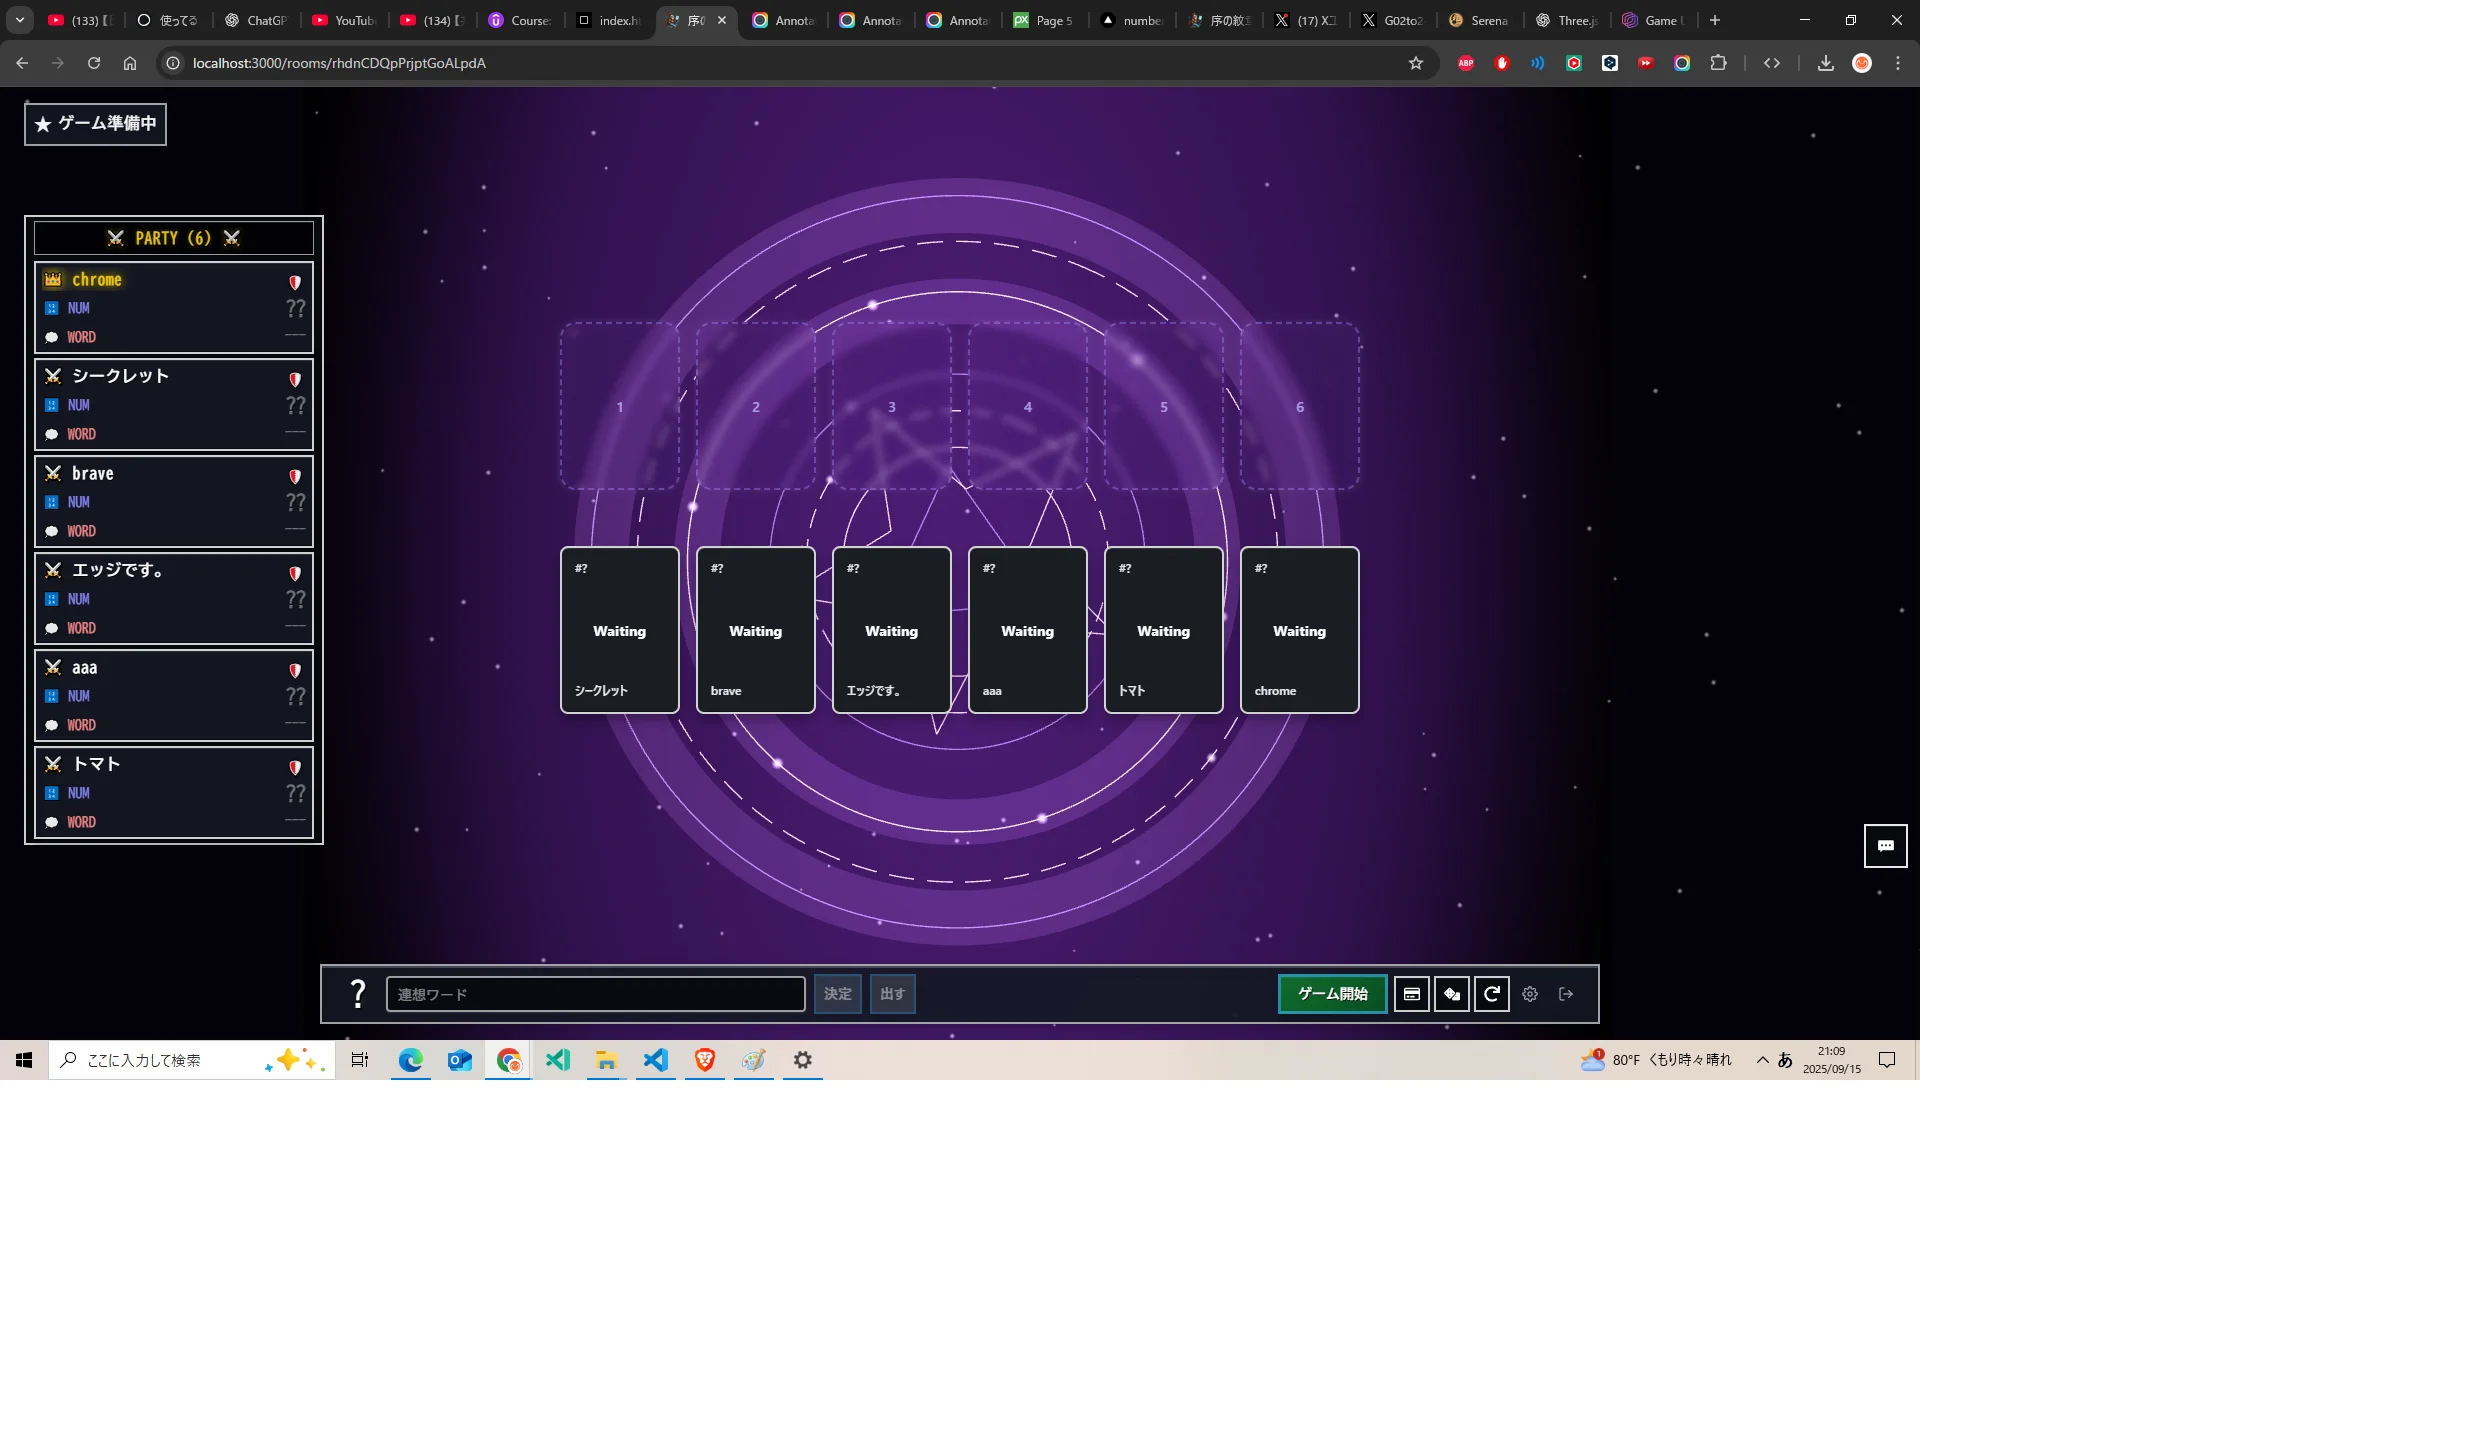 (133)
使ってる
ChatGP
YouTub
(134)
Course
index.ht
序の
Annota
Annota
Annota
Page 5
numbe
序の紋
(17) X
G02to2
Serena
Three.js
Game U
localhost:3000/rooms/rhdnCDQpPrjptGoALpdA
★ ゲーム準備中
PARTY (6)
chrome
NUM ??
WORD ---
シークレット
NUM ??
WORD ---
brave
NUM ??
WORD ---
エッジです。
NUM ??
WORD ---
aaa
NUM ??
WORD ---
トマト
NUM ??
WORD ---
1 2 3 4 5 6
#? #? #? #? #? #?
Waiting Waiting Waiting Waiting Waiting Waiting
シークレット brave エッジです。 aaa トマト chrome
? 連想ワード 決定 出す ゲーム開始
ここに入力して検索
80°F くもり時々晴れ
あ
21:09
2025/09/15